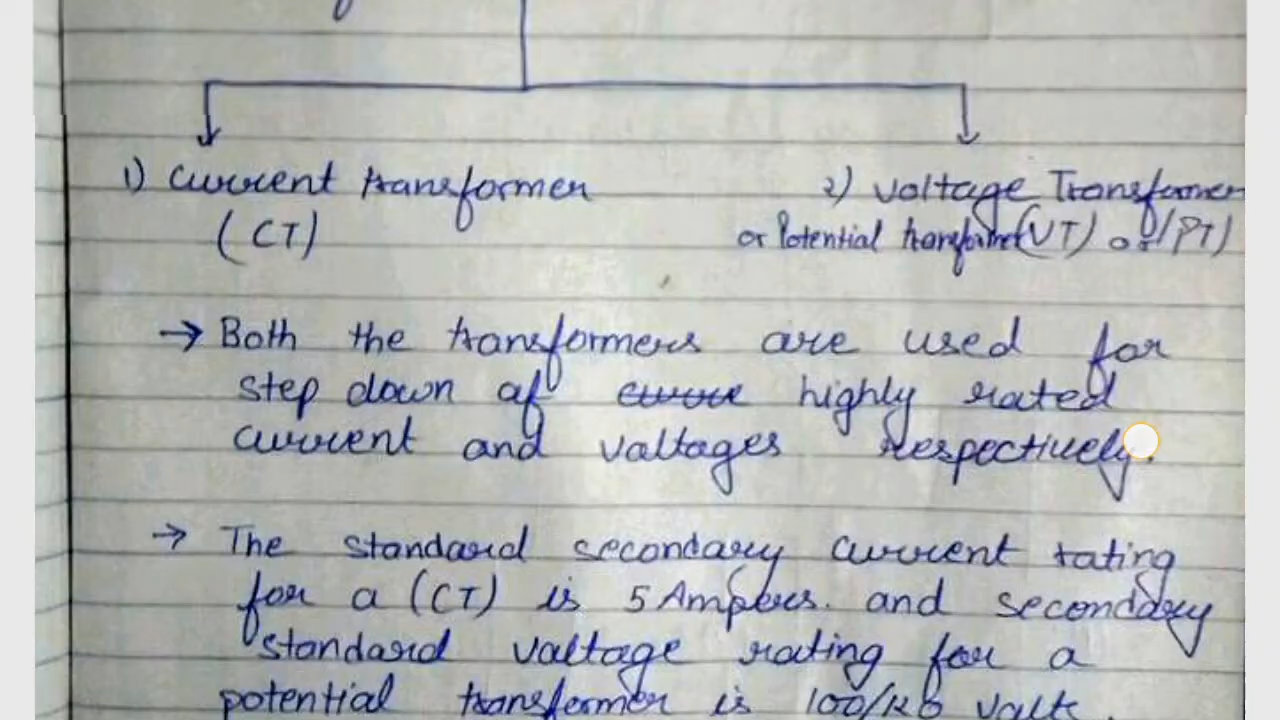 1) Current transformer
(CT)
2) Voltage Transformer
or Potential transformer (VT) or (PT)
→ Both the transformers are used for
step down of highly rated
current and voltages respectively.
→ The standard secondary current rating
for a (CT) is 5 Ampers. and secondary
standard voltage rating for a
potential transformer is 100/120 volts.